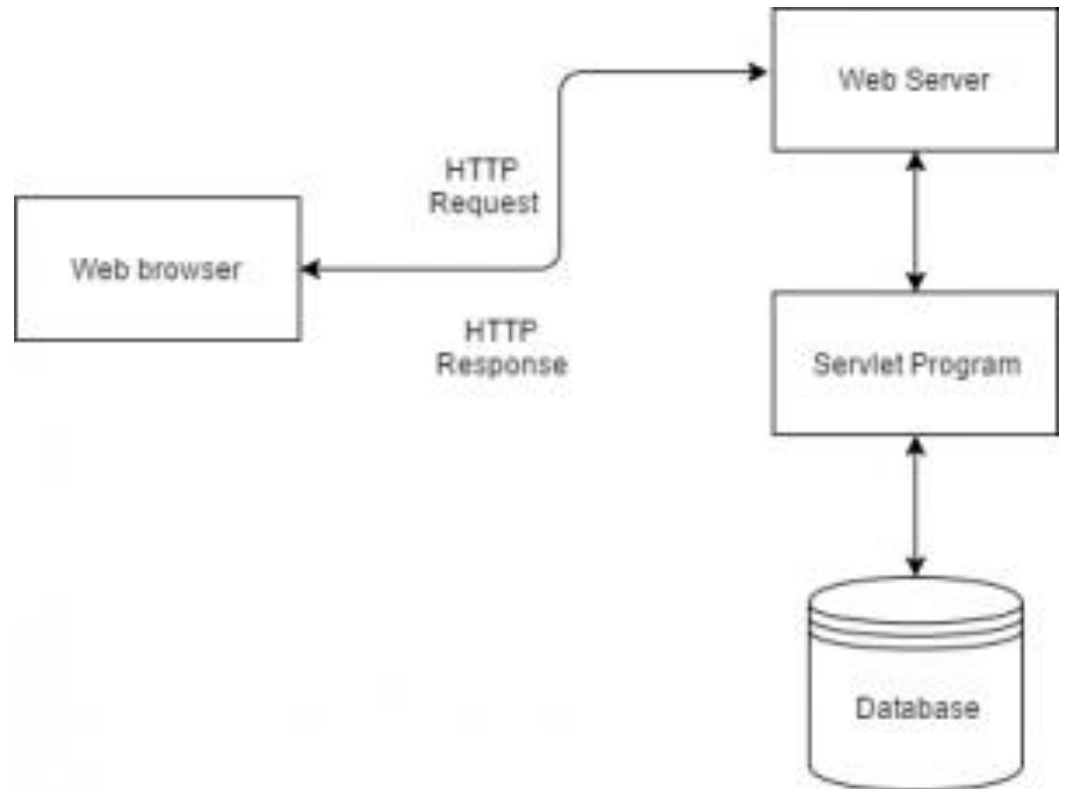 Web Server
HTTP
Request
Web browser
HTTP
Response
Servlet Program
Database